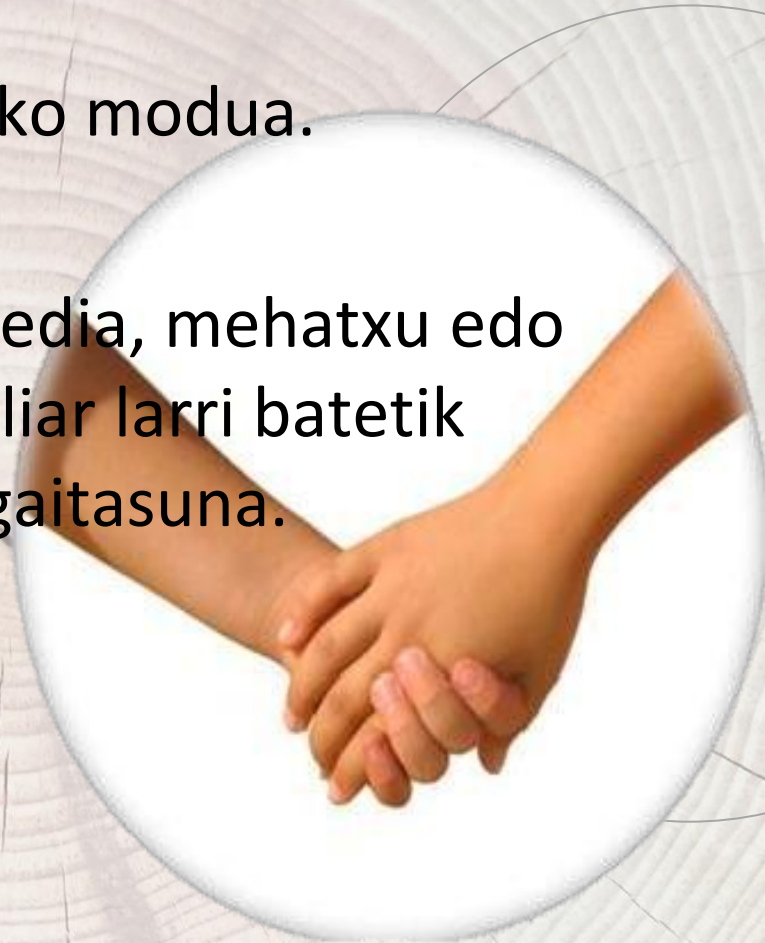 ko modua.
edia, mehatxu edo
liar larri batetik
gaitasuna.